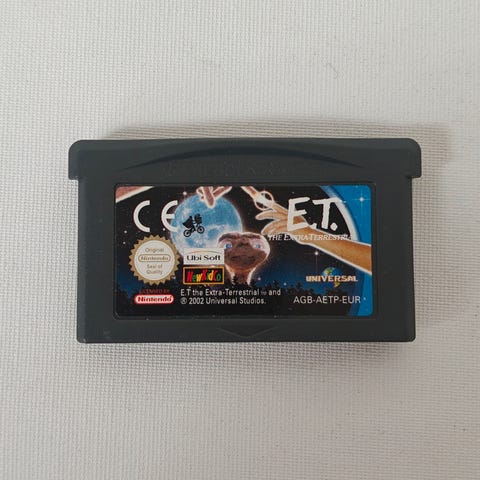 CE
E.T.
THE EXTRA-TERRESTRIAL
Original
Nintendo
Seal of
Quality
Ubi Soft
NewKidCo
UNIVERSAL
LICENSED BY
Nintendo
E.T the Extra-Terrestrial ™ and
® 2002 Universal Studios.
AGB-AETP-EUR